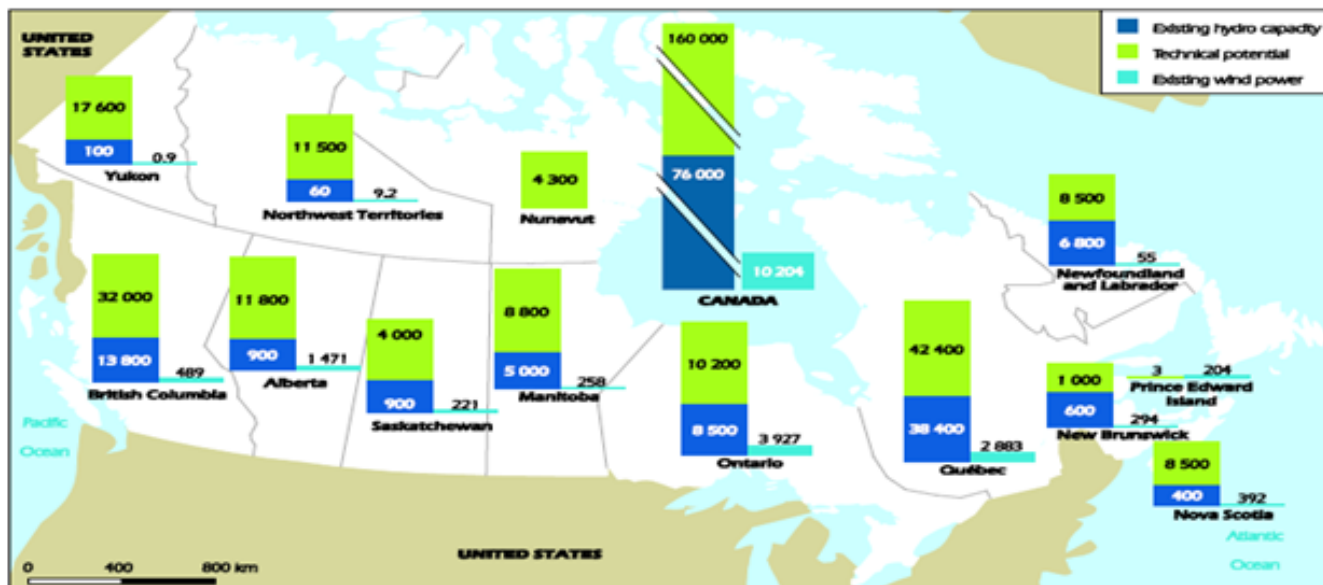 UNITED
STATES
160 000
Existing hydro capacity
Technical potential
Existing wind power
17 600
100
0.9
Yukon
11 500
60
9.2
Northwest Territories
4 300
Nunavut
76 000
10 204
CANADA
8 500
6 800
55
Newfoundland
and Labrador
32 000
13 800
489
British Columbia
11 800
900
1 471
Alberta
4 000
900
221
Saskatchewan
8 800
5 000
258
Manitoba
10 200
8 500
3 927
Ontario
42 400
38 400
2 883
Québec
3
204
Prince Edward
Island
1 000
600
294
New Brunswick
8 500
400
392
Nova Scotia
Pacific
Ocean
Atlantic
Ocean
UNITED STATES
0 400 800 km